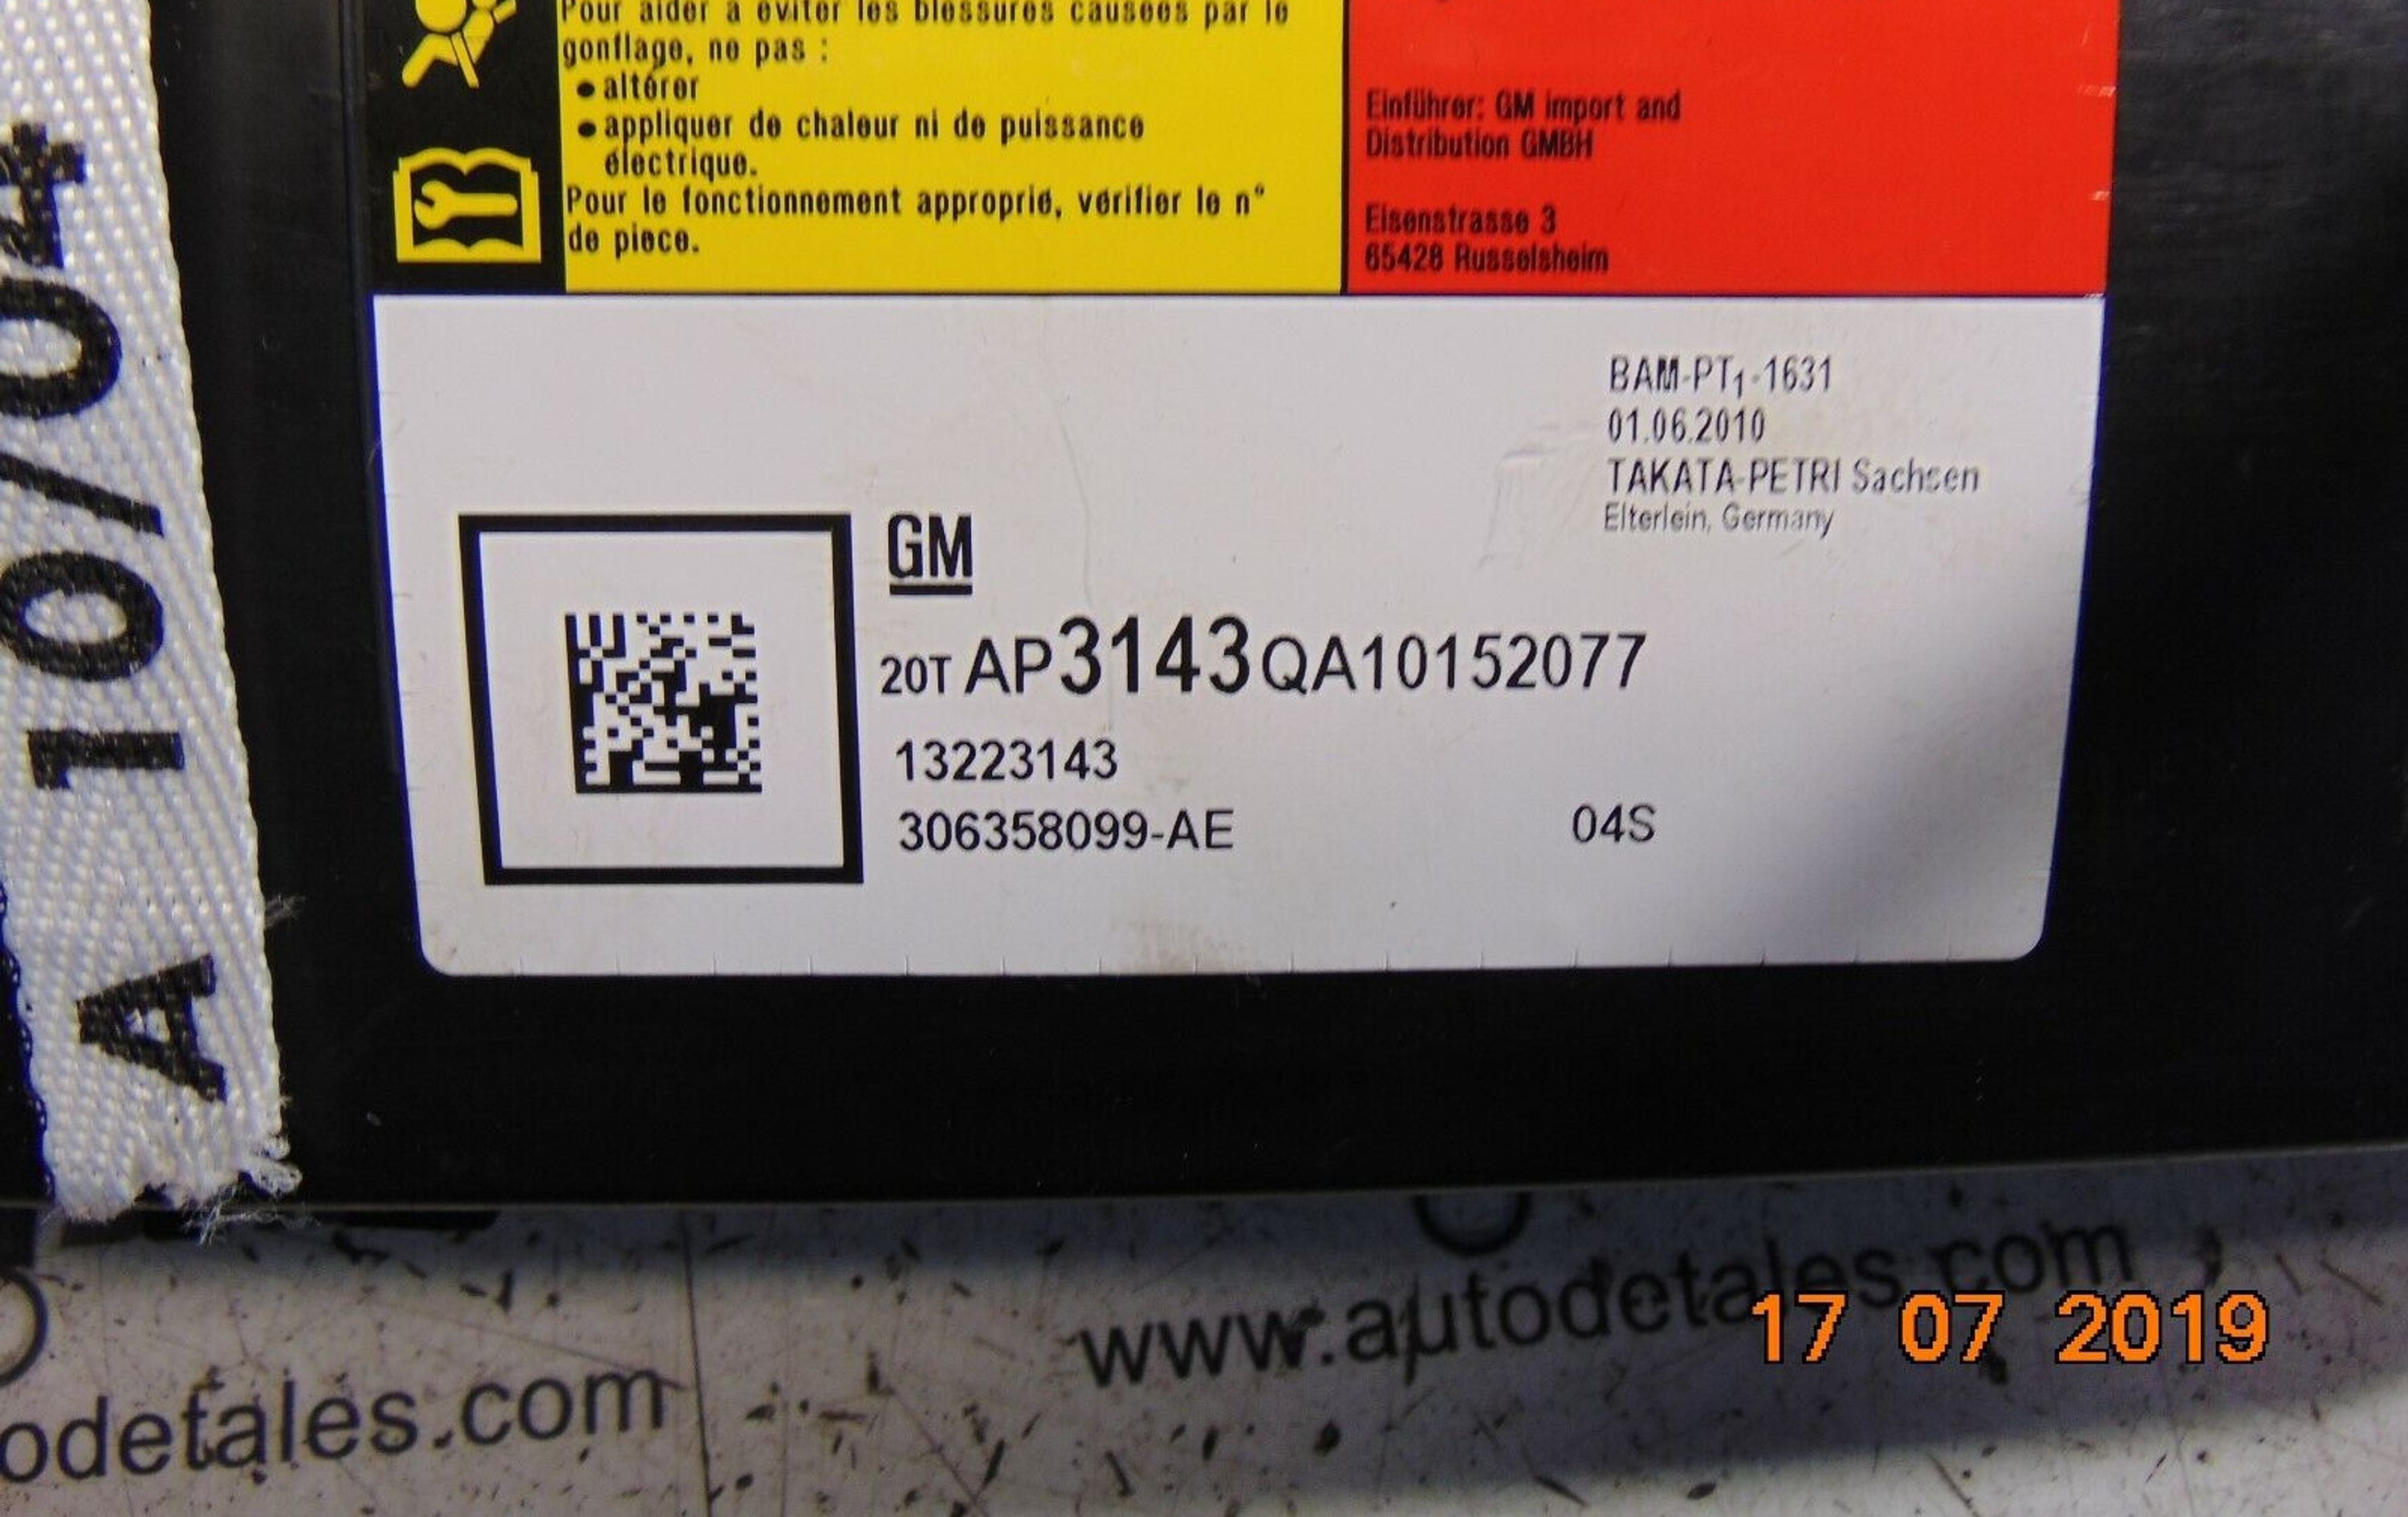 Pour aider a eviter les blessures causees par le
gonflage, ne pas :
● altérer
● appliquer de chaleur ni de puissance
électrique.
Pour le fonctionnement approprié, vérifier le n°
de piece.
Einführer: GM import and
Distribution GMBH
Eisenstrasse 3
65428 Russelsheim
BAM-PT1-1631
01.06.2010
TAKATA-PETRI Sachsen
Elterlein, Germany
GM
20T AP3143QA10152077
13223143
306358099-AE 04S
A 10/04
www.autodetales.com
odetales.com
17 07 2019